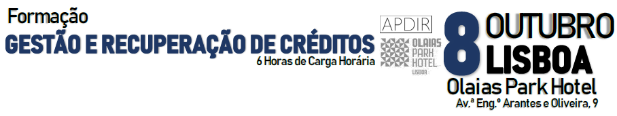 Formação
GESTÃO E RECUPERAÇÃO DE CRÉDITOS
6 Horas de Carga Horária
APDIR
OLAIAS
PARK
HOTEL
LISBOA
8 OUTUBRO
LISBOA
Olaias Park Hotel
Av.ª Eng.º Arantes e Oliveira, 9